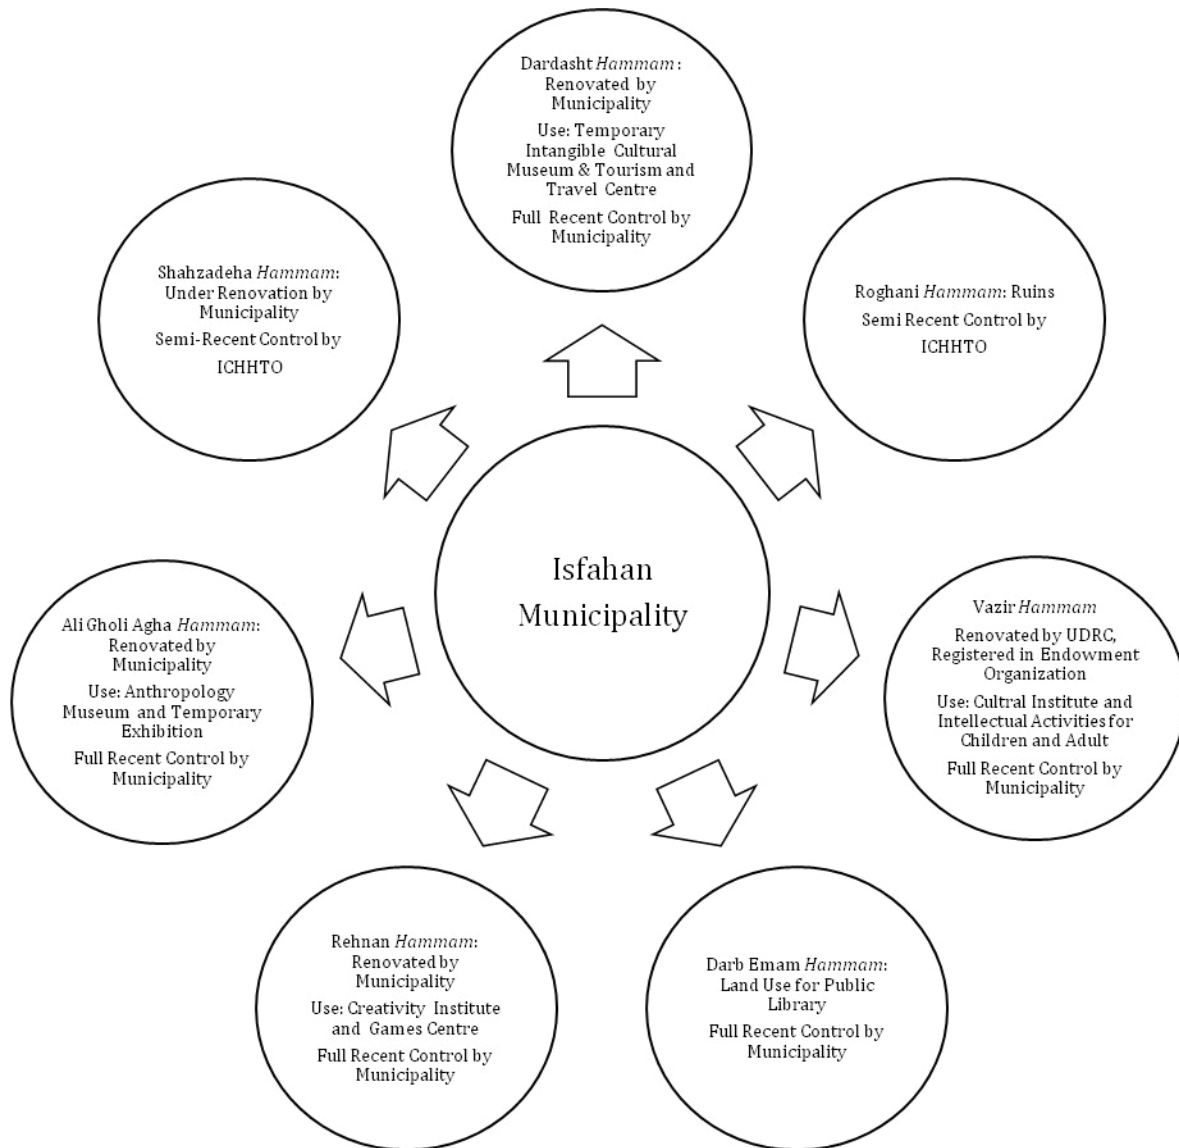 Dardasht Hammam :
Renovated by
Municipality
Use: Temporary
Intangible Cultural
Museum & Tourism and
Travel Centre
Full Recent Control by
Municipality
Roghani Hammam: Ruins
Semi Recent Control by
ICHHTO
Vazir Hammam
Renovated by UDRC,
Registered in Endowment
Organization
Use: Cultral Institute and
Intellectual Activities for
Children and Adult
Full Recent Control by
Municipality
Darb Emam Hammam:
Land Use for Public
Library
Full Recent Control by
Municipality
Rehnan Hammam:
Renovated by
Municipality
Use: Creativity Institute
and Games Centre
Full Recent Control by
Municipality
Ali Gholi Agha Hammam:
Renovated by
Municipality
Use: Anthropology
Museum and Temporary
Exhibition
Full Recent Control by
Municipality
Shahzadeha Hammam:
Under Renovation by
Municipality
Semi-Recent Control by
ICHHTO
Isfahan
Municipality